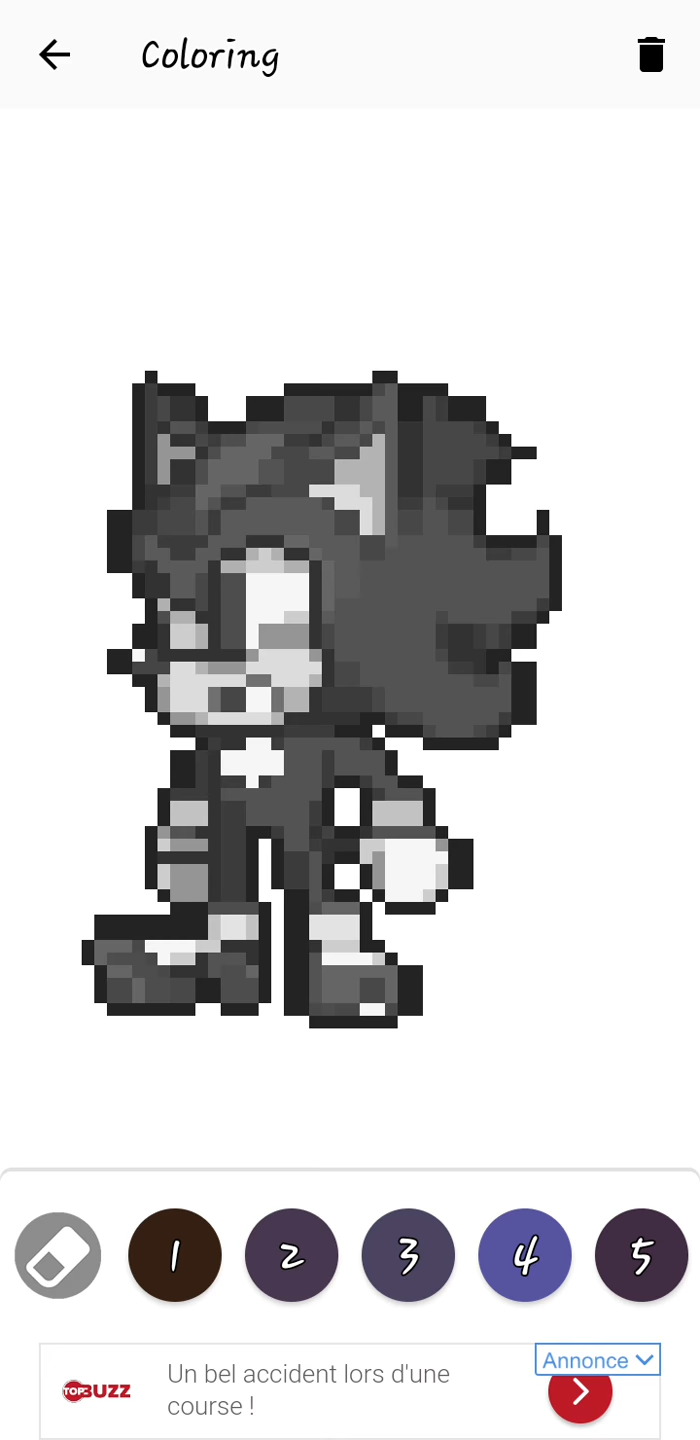 Coloring
1 2 3 4 5
Annonce
TOPBUZZ
Un bel accident lors d'une
course !